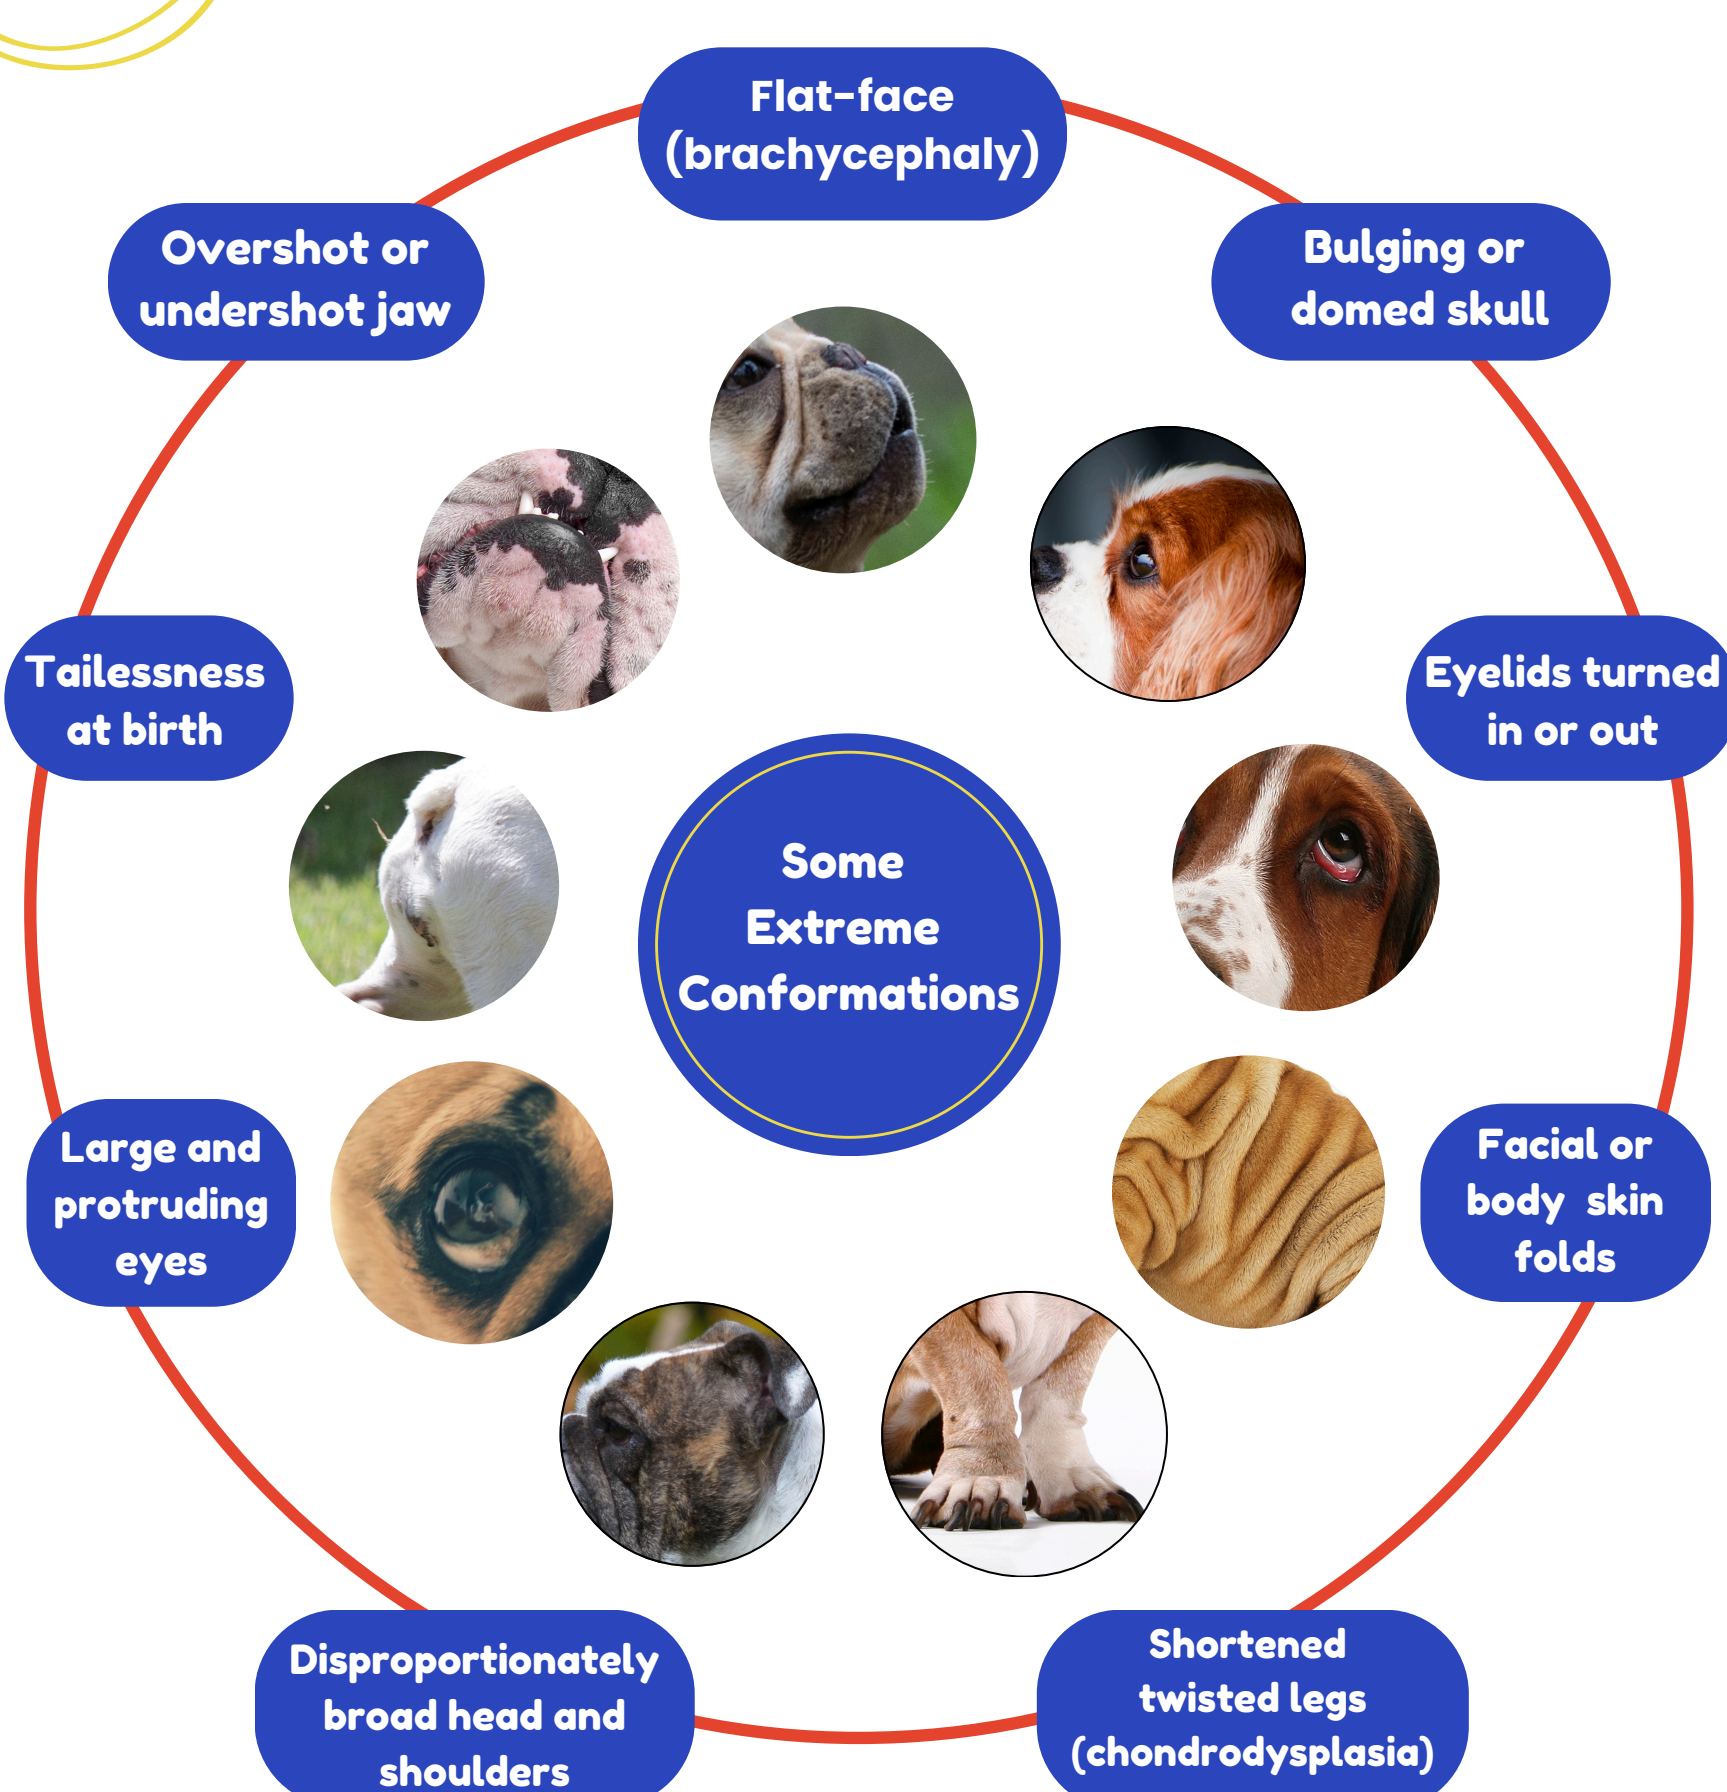 Flat-face
(brachycephaly)
Overshot or
undershot jaw
Bulging or
domed skull
Tailessness
at birth
Eyelids turned
in or out
Some
Extreme
Conformations
Large and
protruding
eyes
Facial or
body  skin
folds
Disproportionately
broad head and
shoulders
Shortened
twisted legs
(chondrodysplasia)